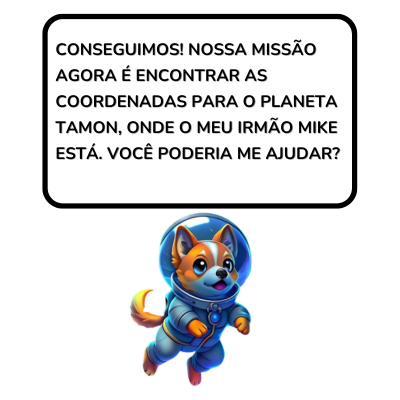 CONSEGUIMOS! NOSSA MISSÃO
AGORA É ENCONTRAR AS
COORDENADAS PARA O PLANETA
TAMON, ONDE O MEU IRMÃO MIKE
ESTÁ. VOCÊ PODERIA ME AJUDAR?